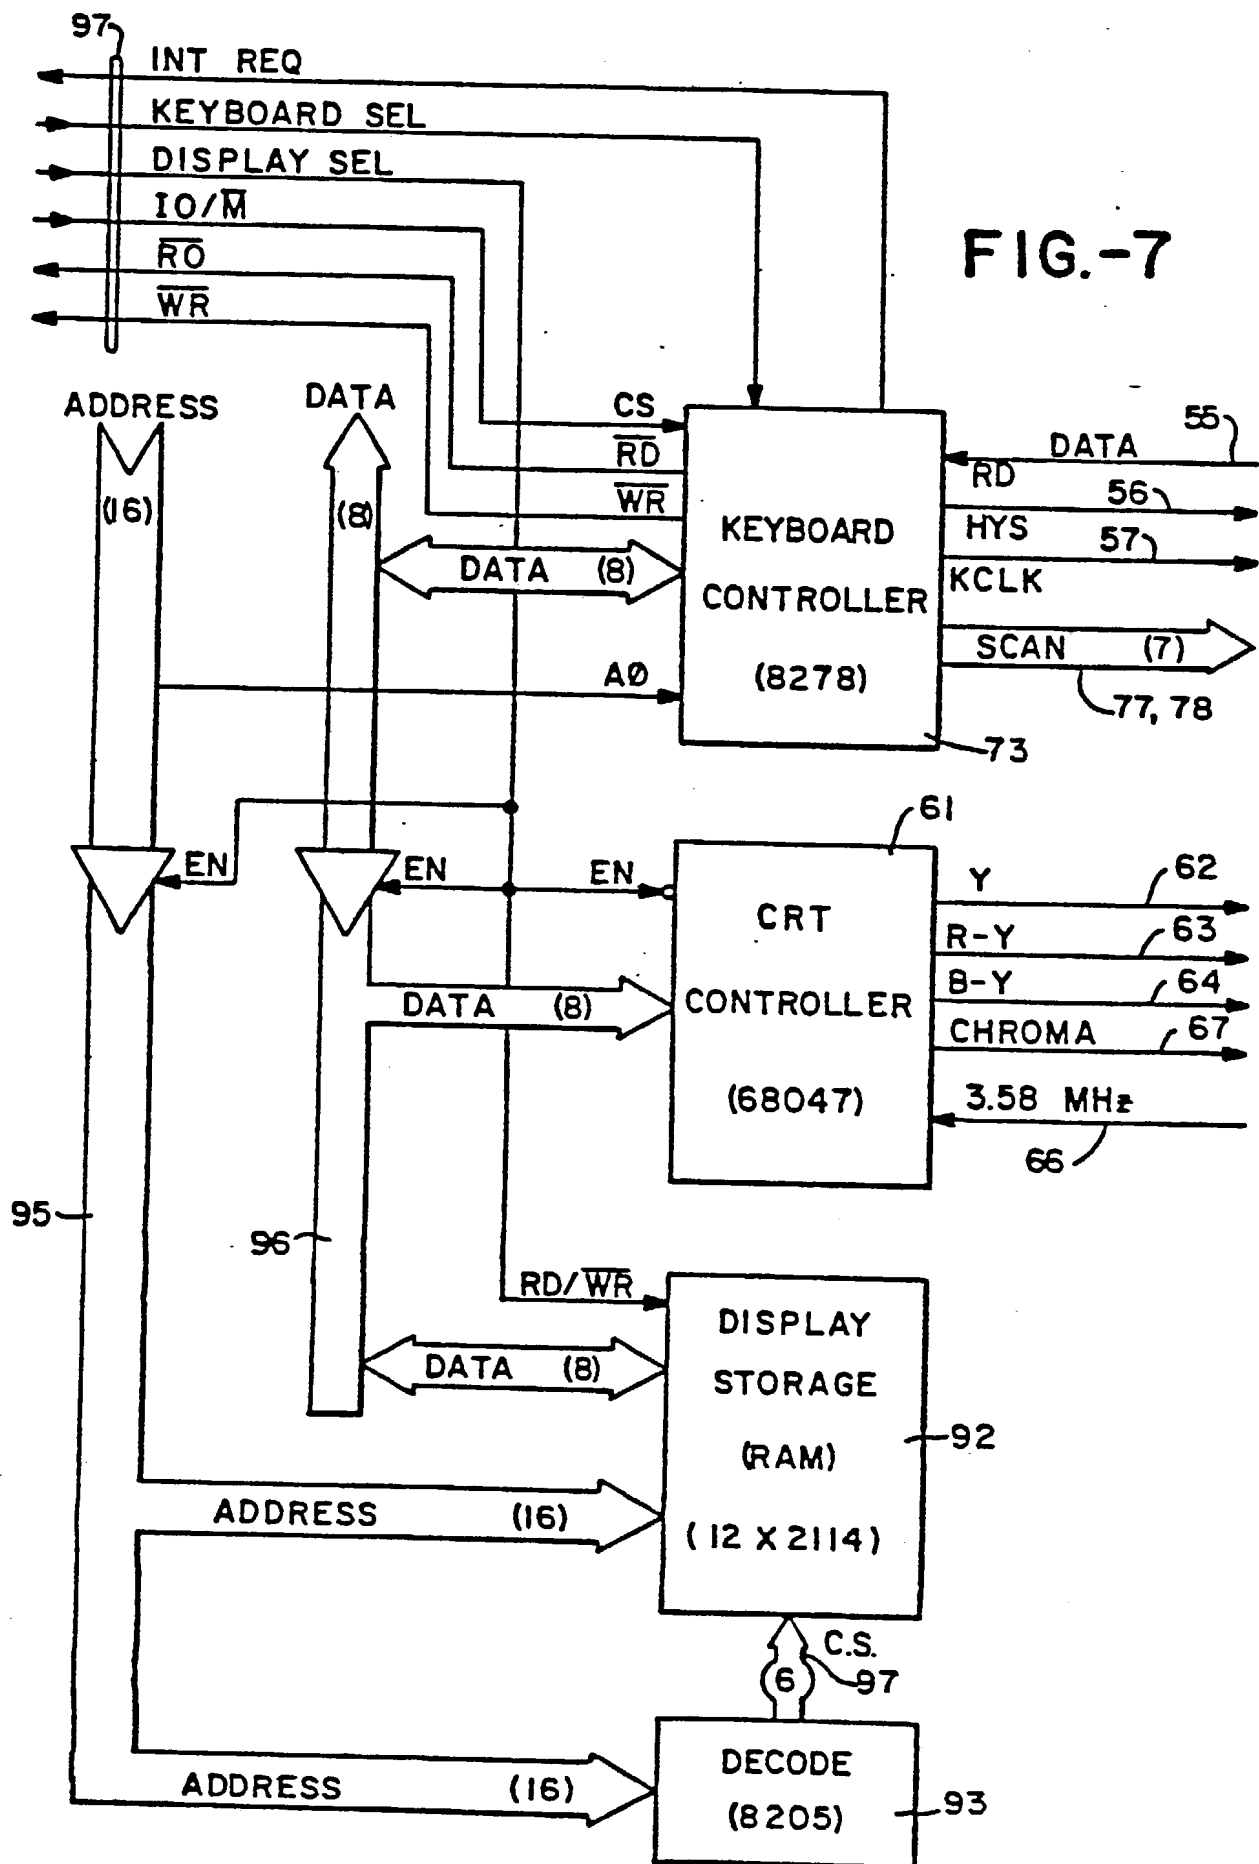 97
INT REQ
KEYBOARD SEL
DISPLAY SEL
IO/M̅
R̅O̅
W̅R̅
FIG.-7
ADDRESS
DATA
(16)
(8)
CS
R̅D̅
W̅R̅
DATA (8)
AØ
KEYBOARD
CONTROLLER
(8278)
73
DATA
55
RD
56
HYS
57
KCLK
SCAN (7)
77, 78
EN
EN
EN
61
CRT
CONTROLLER
(68047)
Y
62
R-Y
63
B-Y
64
CHROMA
67
3.58 MHz
66
DATA (8)
95
96
RD/W̅R̅
DATA (8)
DISPLAY
STORAGE
(RAM)
(12 X 2114)
92
ADDRESS (16)
C.S.
6
97
ADDRESS (16)
DECODE
(8205)
93